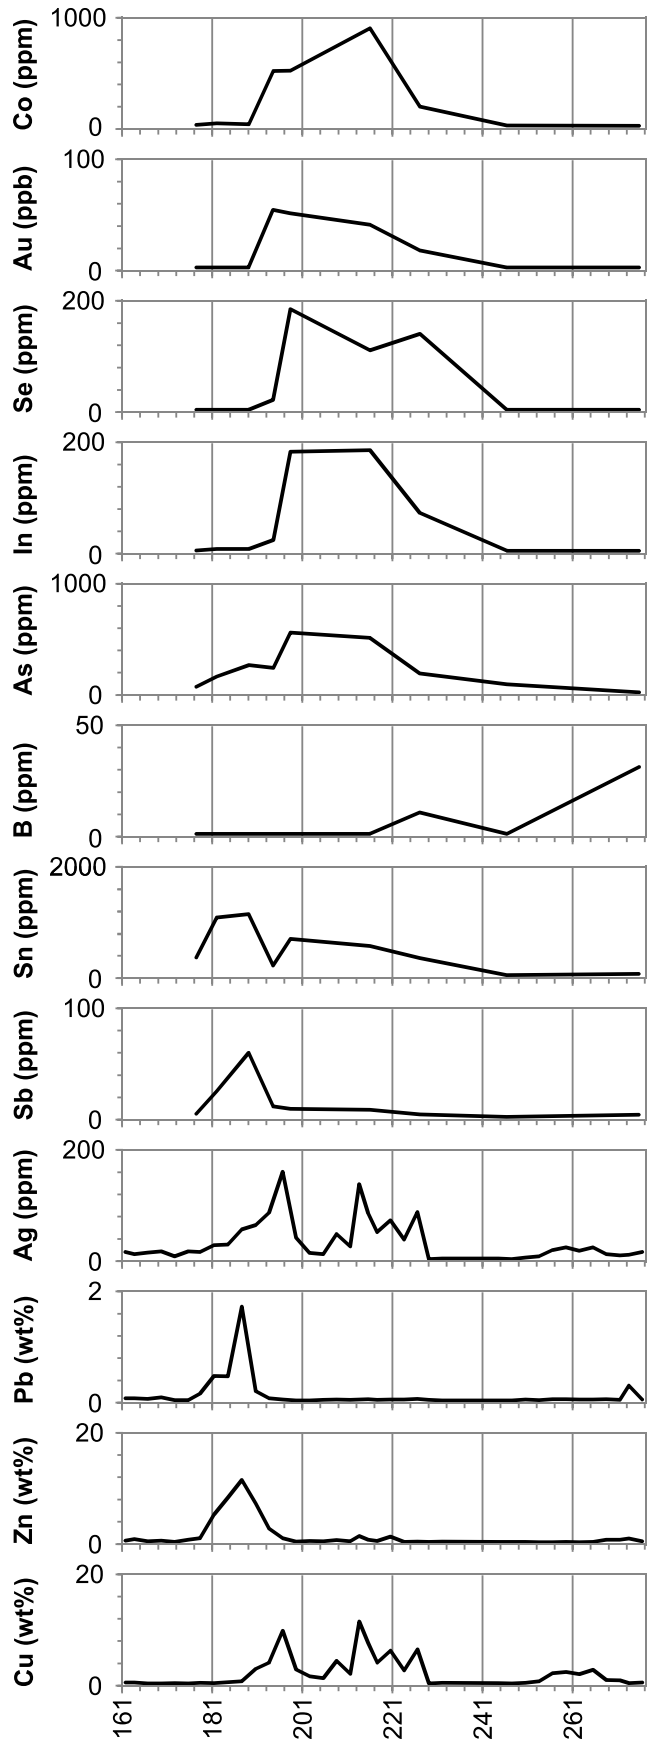 1000
Co (ppm)
0
100
Au (ppb)
0
200
Se (ppm)
0
200
In (ppm)
0
1000
As (ppm)
0
50
B (ppm)
0
2000
Sn (ppm)
0
100
Sb (ppm)
0
200
Ag (ppm)
0
2
Pb (wt%)
0
20
Zn (wt%)
0
20
Cu (wt%)
0
161 181 201 221 241 261